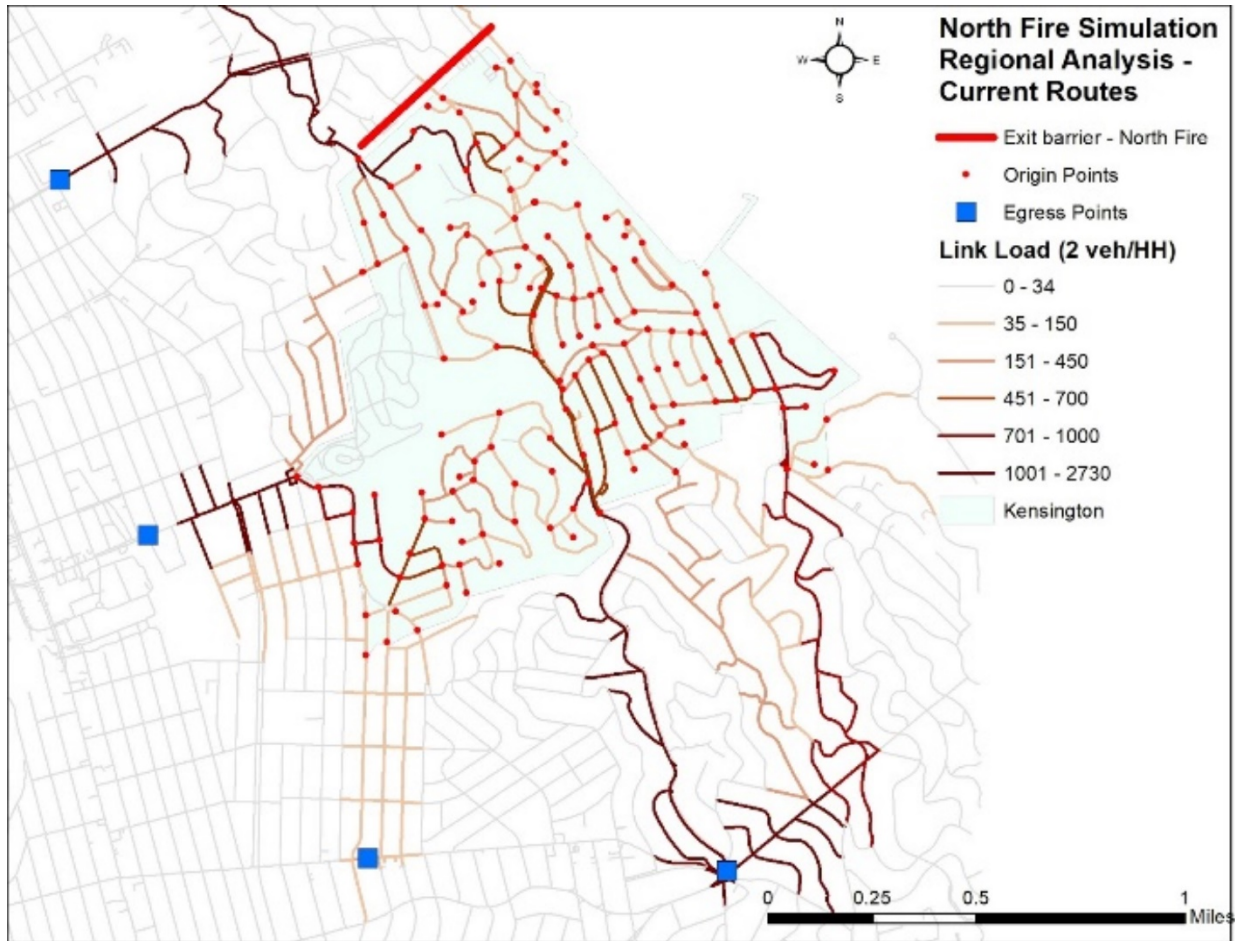 N
W E
S
North Fire Simulation
Regional Analysis -
Current Routes
Exit barrier - North Fire
Origin Points
Egress Points
Link Load (2 veh/HH)
0 - 34
35 - 150
151 - 450
451 - 700
701 - 1000
1001 - 2730
Kensington
0 0.25 0.5 1
Miles